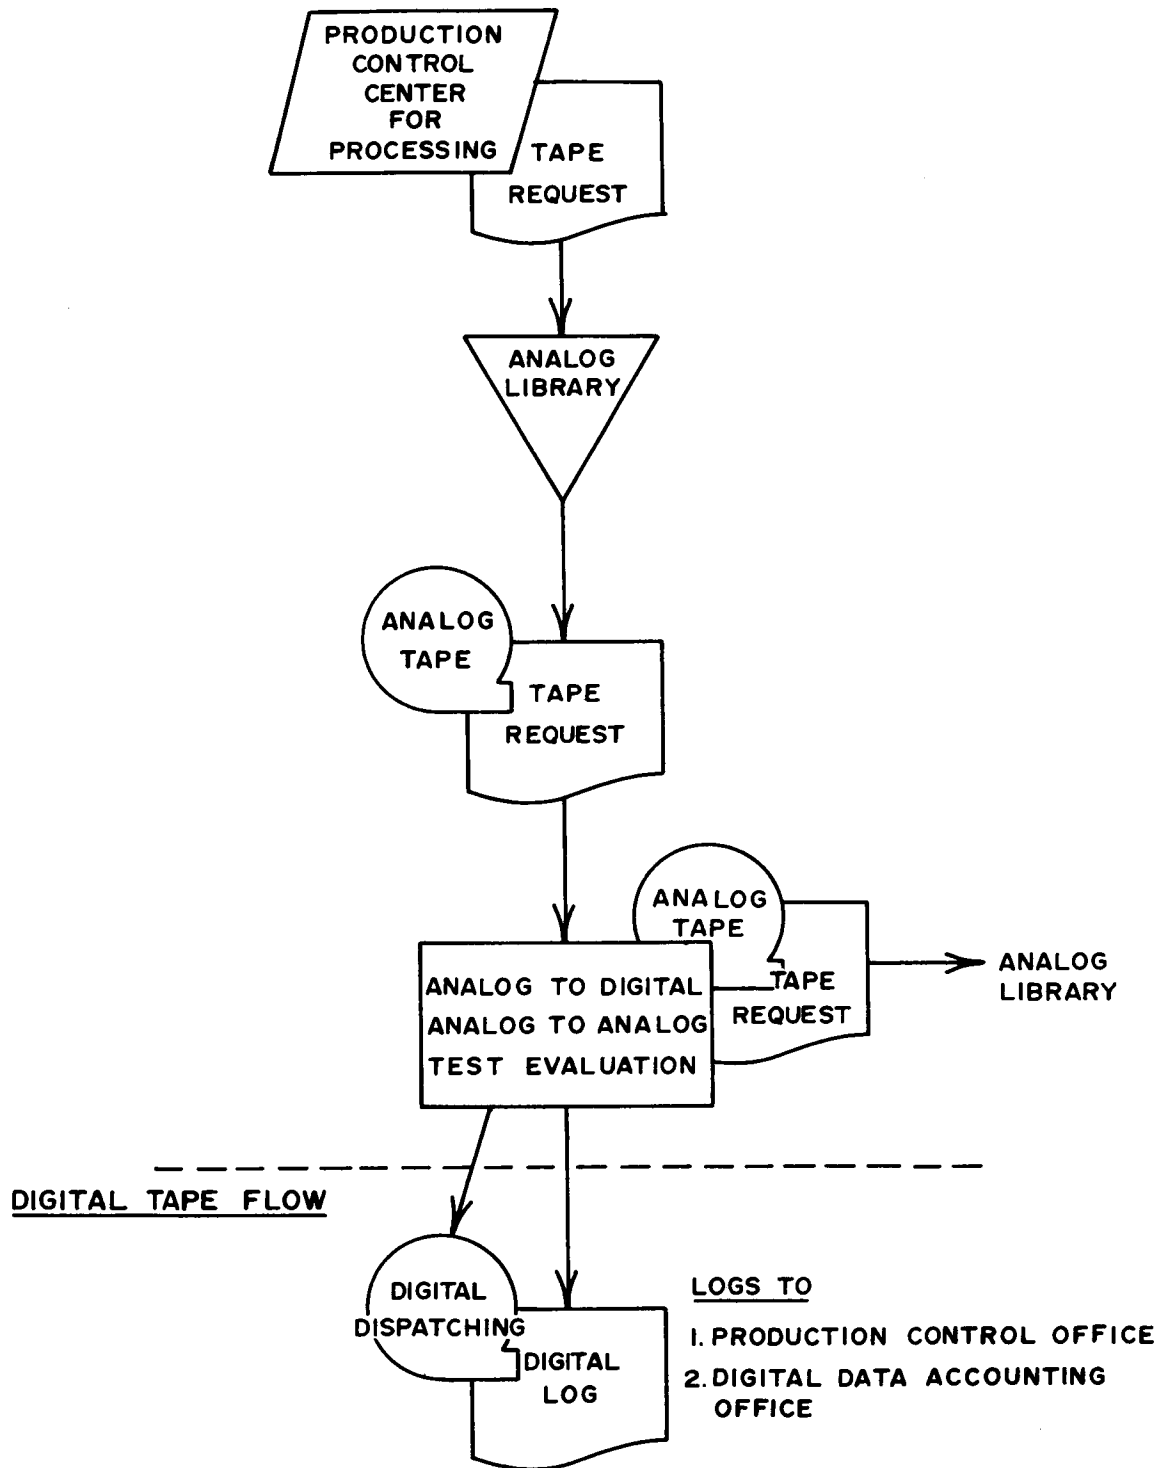 PRODUCTION
CONTROL
CENTER
FOR
PROCESSING
TAPE
REQUEST
ANALOG
LIBRARY
ANALOG
TAPE
TAPE
REQUEST
ANALOG
TAPE
TAPE
REQUEST
ANALOG
LIBRARY
ANALOG TO DIGITAL
ANALOG TO ANALOG
TEST EVALUATION
DIGITAL TAPE FLOW
DIGITAL
DISPATCHING
DIGITAL
LOG
LOGS TO
1. PRODUCTION CONTROL OFFICE
2. DIGITAL DATA ACCOUNTING
OFFICE